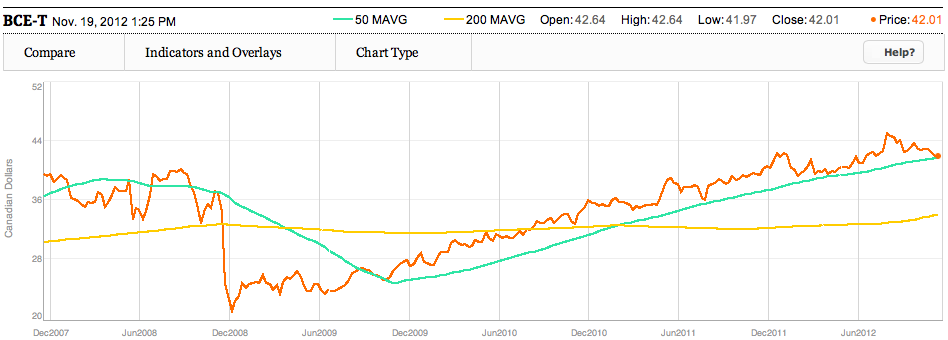 BCE-T Nov. 19, 2012 1:25 PM 50 MAVG 200 MAVG Open: 42.64 High: 42.64 Low: 41.97 Close: 42.01 Price: 42.01
Compare Indicators and Overlays Chart Type Help?
Canadian Dollars
52
44
36
28
20
Dec2007 Jun2008 Dec2008 Jun2009 Dec2009 Jun2010 Dec2010 Jun2011 Dec2011 Jun2012